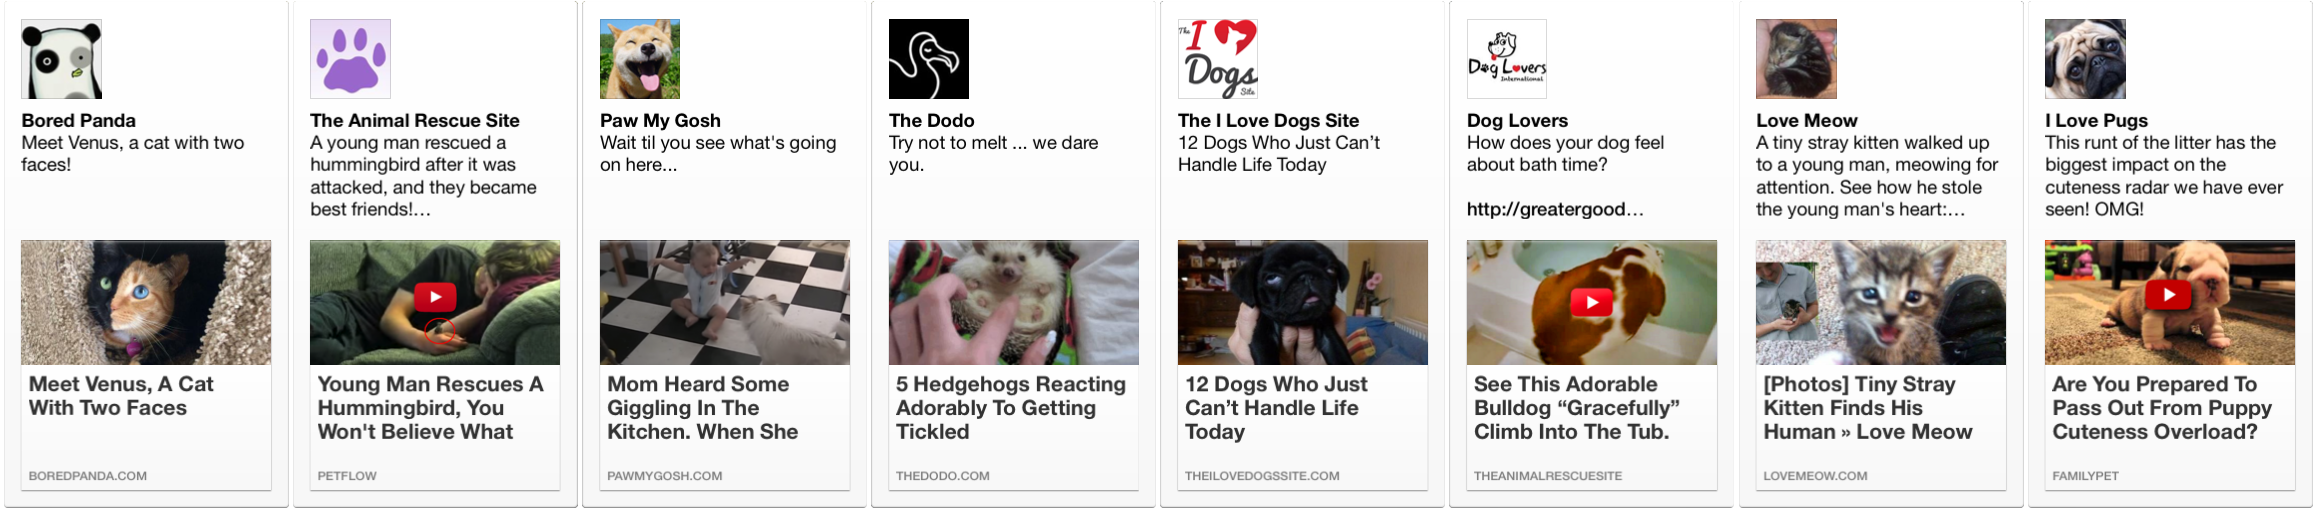 Bored Panda
Meet Venus, a cat with two
faces!
Meet Venus, A Cat
With Two Faces
BOREDPANDA.COM
The Animal Rescue Site
A young man rescued a
hummingbird after it was
attacked, and they became
best friends!…
Young Man Rescues A
Hummingbird, You
Won't Believe What
PETFLOW
Paw My Gosh
Wait til you see what's going
on here...
Mom Heard Some
Giggling In The
Kitchen. When She
PAWMYGOSH.COM
The Dodo
Try not to melt ... we dare
you.
5 Hedgehogs Reacting
Adorably To Getting
Tickled
THEDODO.COM
The
I
Dogs
Site
The I Love Dogs Site
12 Dogs Who Just Can’t
Handle Life Today
12 Dogs Who Just
Can’t Handle Life
Today
THEILOVEDOGSSITE.COM
Dog Lovers
International
Dog Lovers
How does your dog feel
about bath time?
http://greatergood…
See This Adorable
Bulldog “Gracefully”
Climb Into The Tub.
THEANIMALRESCUESITE
Love Meow
A tiny stray kitten walked up
to a young man, meowing for
attention. See how he stole
the young man's heart:…
[Photos] Tiny Stray
Kitten Finds His
Human » Love Meow
LOVEMEOW.COM
I Love Pugs
This runt of the litter has the
biggest impact on the
cuteness radar we have ever
seen! OMG!
Are You Prepared To
Pass Out From Puppy
Cuteness Overload?
FAMILYPET